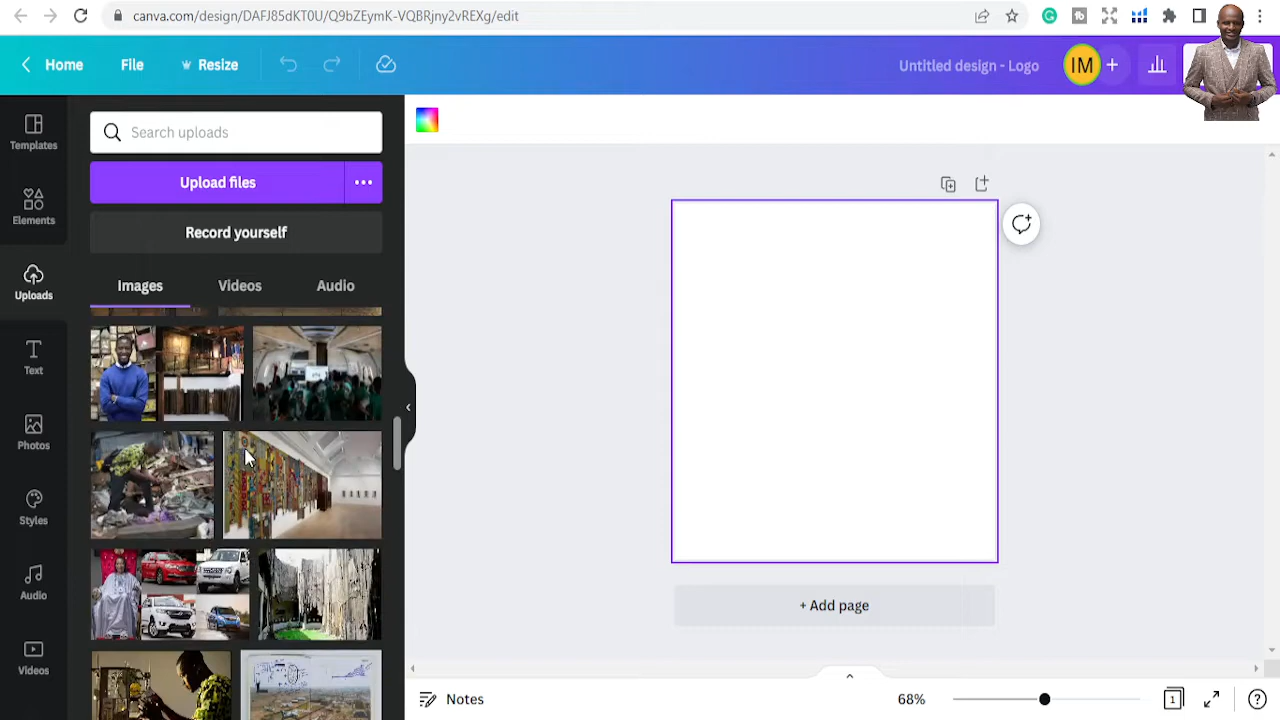 canva.com/design/DAFJ85dKT0U/Q9bZEymK-VQBRjny2vREXg/edit
Home
File
Resize
Untitled design - Logo
IM
+
Templates
Elements
Uploads
Text
Photos
Styles
Audio
Videos
Search uploads
Upload files
Record yourself
Images
Videos
Audio
+ Add page
Notes
68%
1
?